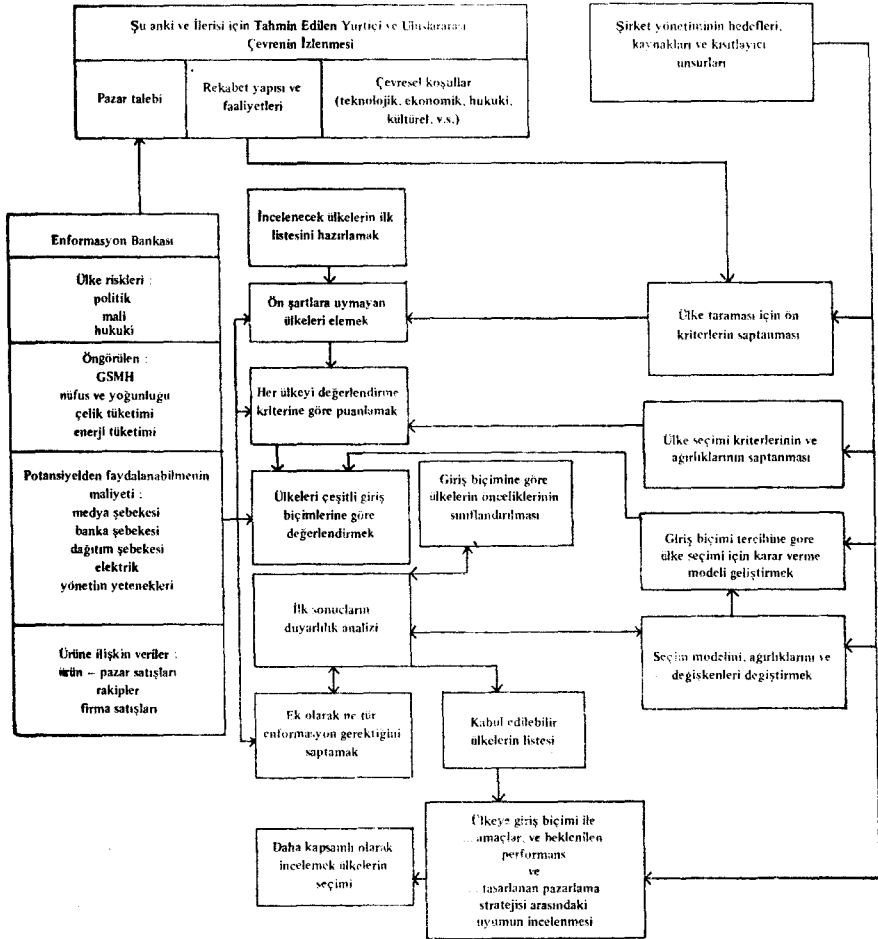 Şu anki ve İlerisi için Tahmin Edilen Yurtiçi ve Uluslararası
Çevrenin İzlenmesi
Pazar talebi
Rekabet yapısı ve
faaliyetleri
Çevresel koşullar
(teknolojik, ekonomik, hukuki,
kültürel, v.s.)
Şirket yönetiminin hedefleri,
kaynakları ve kısıtlayıcı
unsurları
Enformasyon Bankası
Ülke riskleri :
politik
mali
hukuki
Öngörülen :
GSMH
nüfus ve yoğunluğu
çelik tüketimi
enerji tüketimi
Potansiyelden faydalanabilmenin
maliyeti :
medya şebekesi
banka şebekesi
dağıtım şebekesi
elektrik
yönetim yetenekleri
Ürüne ilişkin veriler :
ürün – pazar satışları
rakipler
firma satışları
İncelenecek ülkelerin ilk
listesini hazırlamak
Ön şartlara uymayan
ülkeleri elemek
Ülke taraması için ön
kriterlerin saptanması
Her ülkeyi değerlendirme
kriterine göre puanlamak
Ülke seçimi kriterlerinin ve
ağırlıklarının saptanması
Ülkeleri çeşitli giriş
biçimlerine göre
değerlendirmek
Giriş biçimine göre
ülkelerin önceliklerinin
sınıflandırılması
Giriş biçimi tercihine göre
ülke seçimi için karar verme
modeli geliştirmek
İlk sonuçların
duyarlılık analizi
Seçim modelini, ağırlıklarını ve
değişkenleri değiştirmek
Ek olarak ne tür
enformasyon gerektiğini
saptamak
Kabul edilebilir
ülkelerin listesi
Ülkeye giriş biçimi ile
amaçlar, ve beklenilen
performans
ve
tasarlanan pazarlama
stratejisi arasındaki
uyumun incelenmesi
Daha kapsamlı olarak
incelemek ülkelerin
seçimi